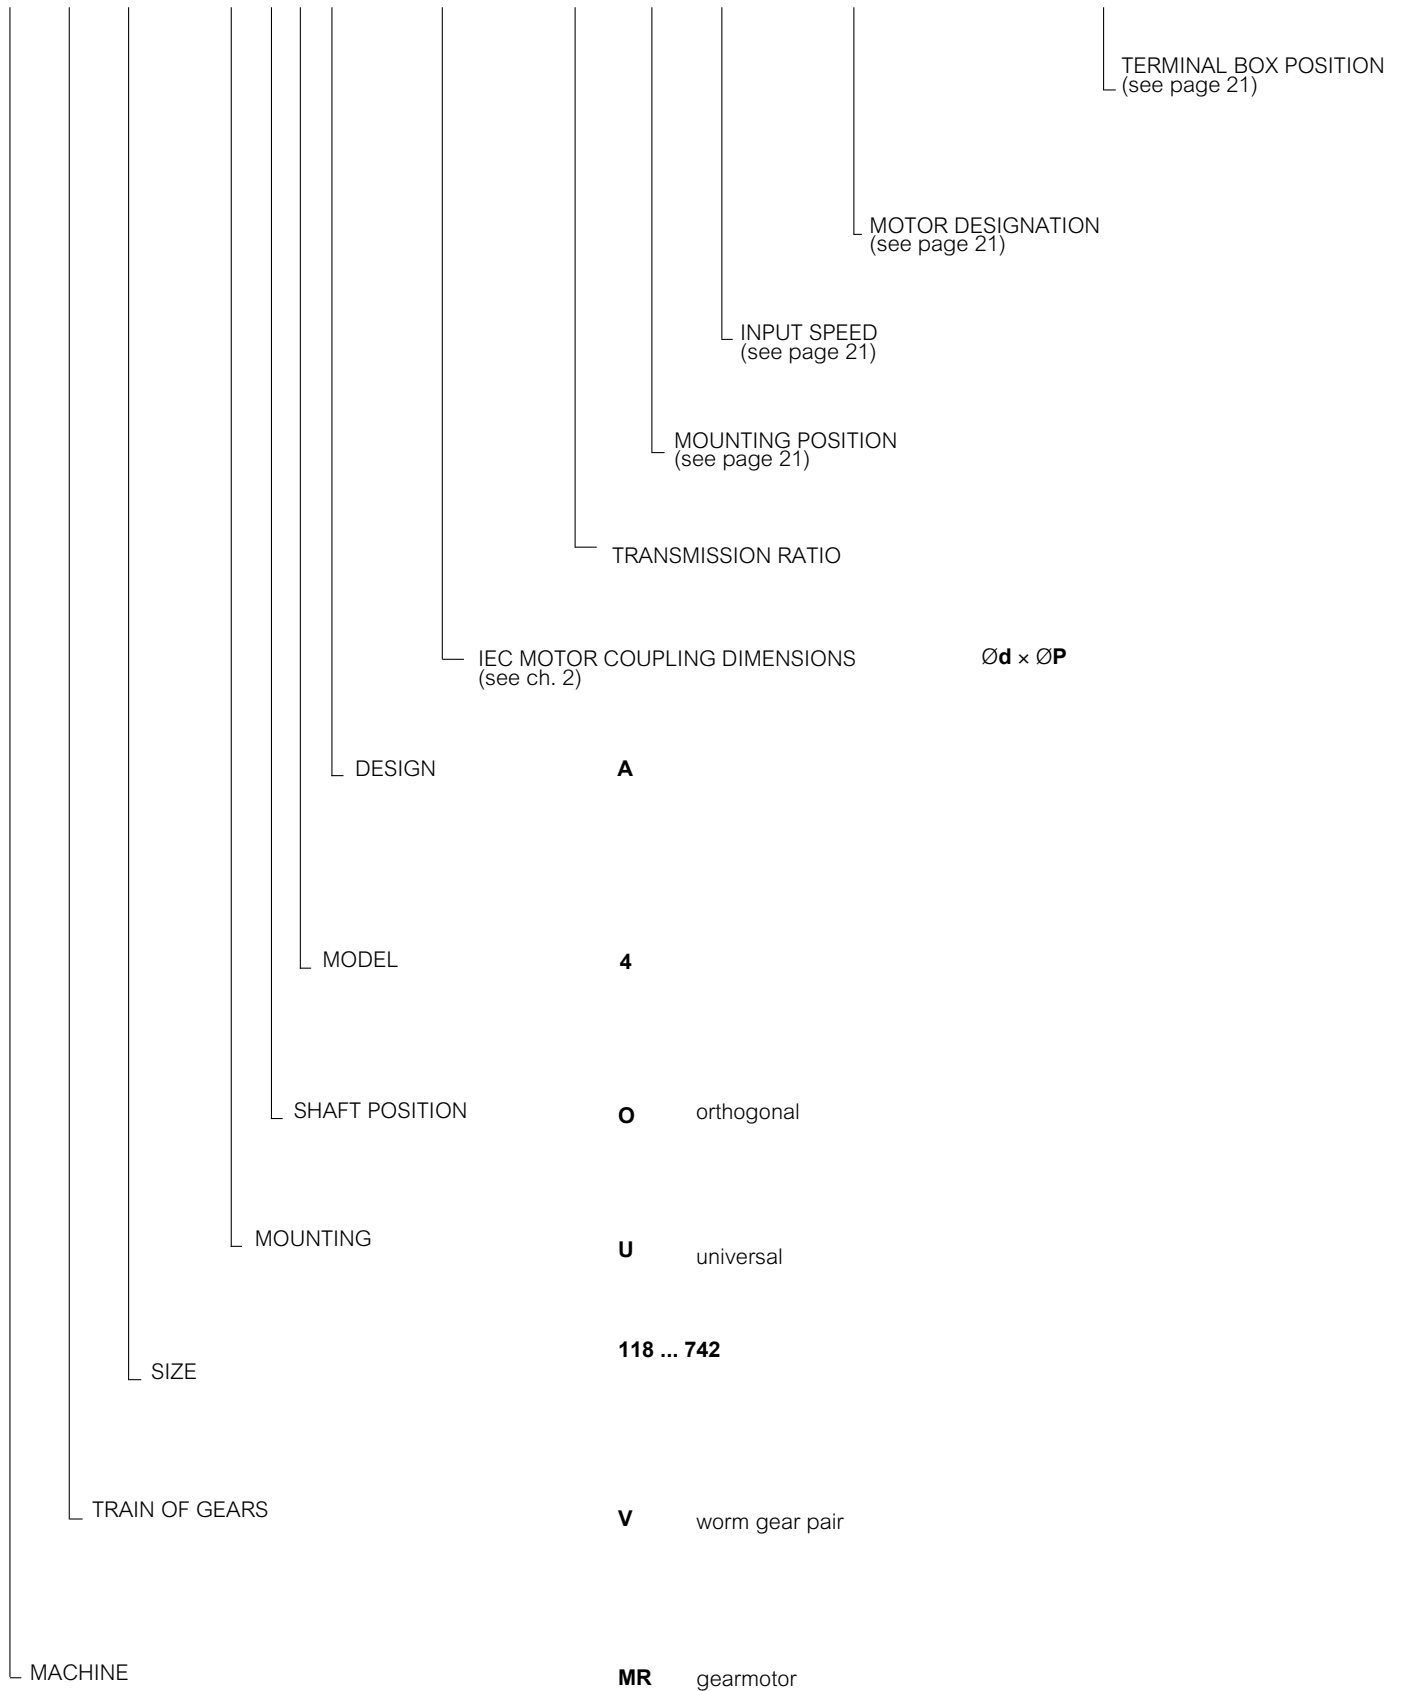 TERMINAL BOX POSITION
(see page 21)
MOTOR DESIGNATION
(see page 21)
INPUT SPEED
(see page 21)
MOUNTING POSITION
(see page 21)
TRANSMISSION RATIO
IEC MOTOR COUPLING DIMENSIONS Ød × ØP
(see ch. 2)
DESIGN A
MODEL 4
SHAFT POSITION O orthogonal
MOUNTING U universal
118 ... 742
SIZE
TRAIN OF GEARS V worm gear pair
MACHINE MR gearmotor